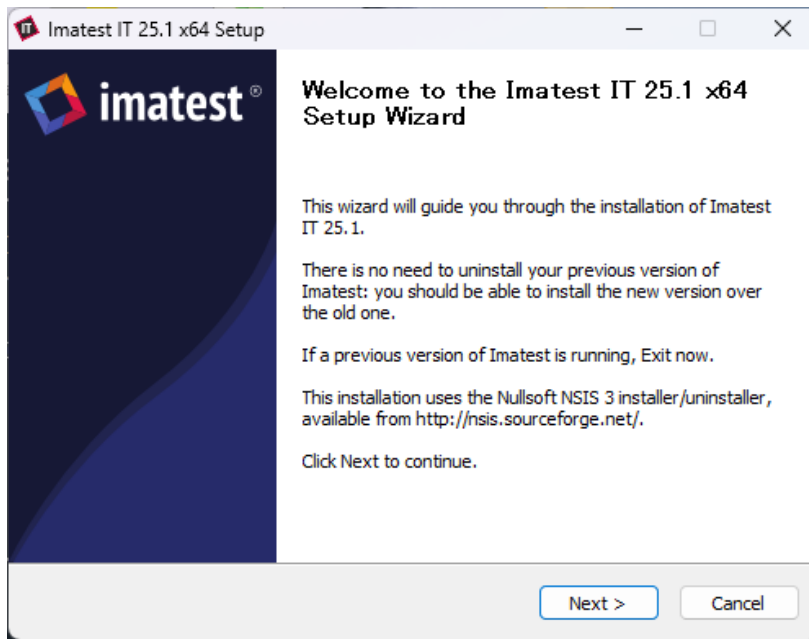 Imatest IT 25.1 x64 Setup
imatest®
Welcome to the Imatest IT 25.1 x64
Setup Wizard
This wizard will guide you through the installation of Imatest
IT 25.1.
There is no need to uninstall your previous version of
Imatest: you should be able to install the new version over
the old one.
If a previous version of Imatest is running, Exit now.
This installation uses the Nullsoft NSIS 3 installer/uninstaller,
available from http://nsis.sourceforge.net/.
Click Next to continue.
Next >
Cancel